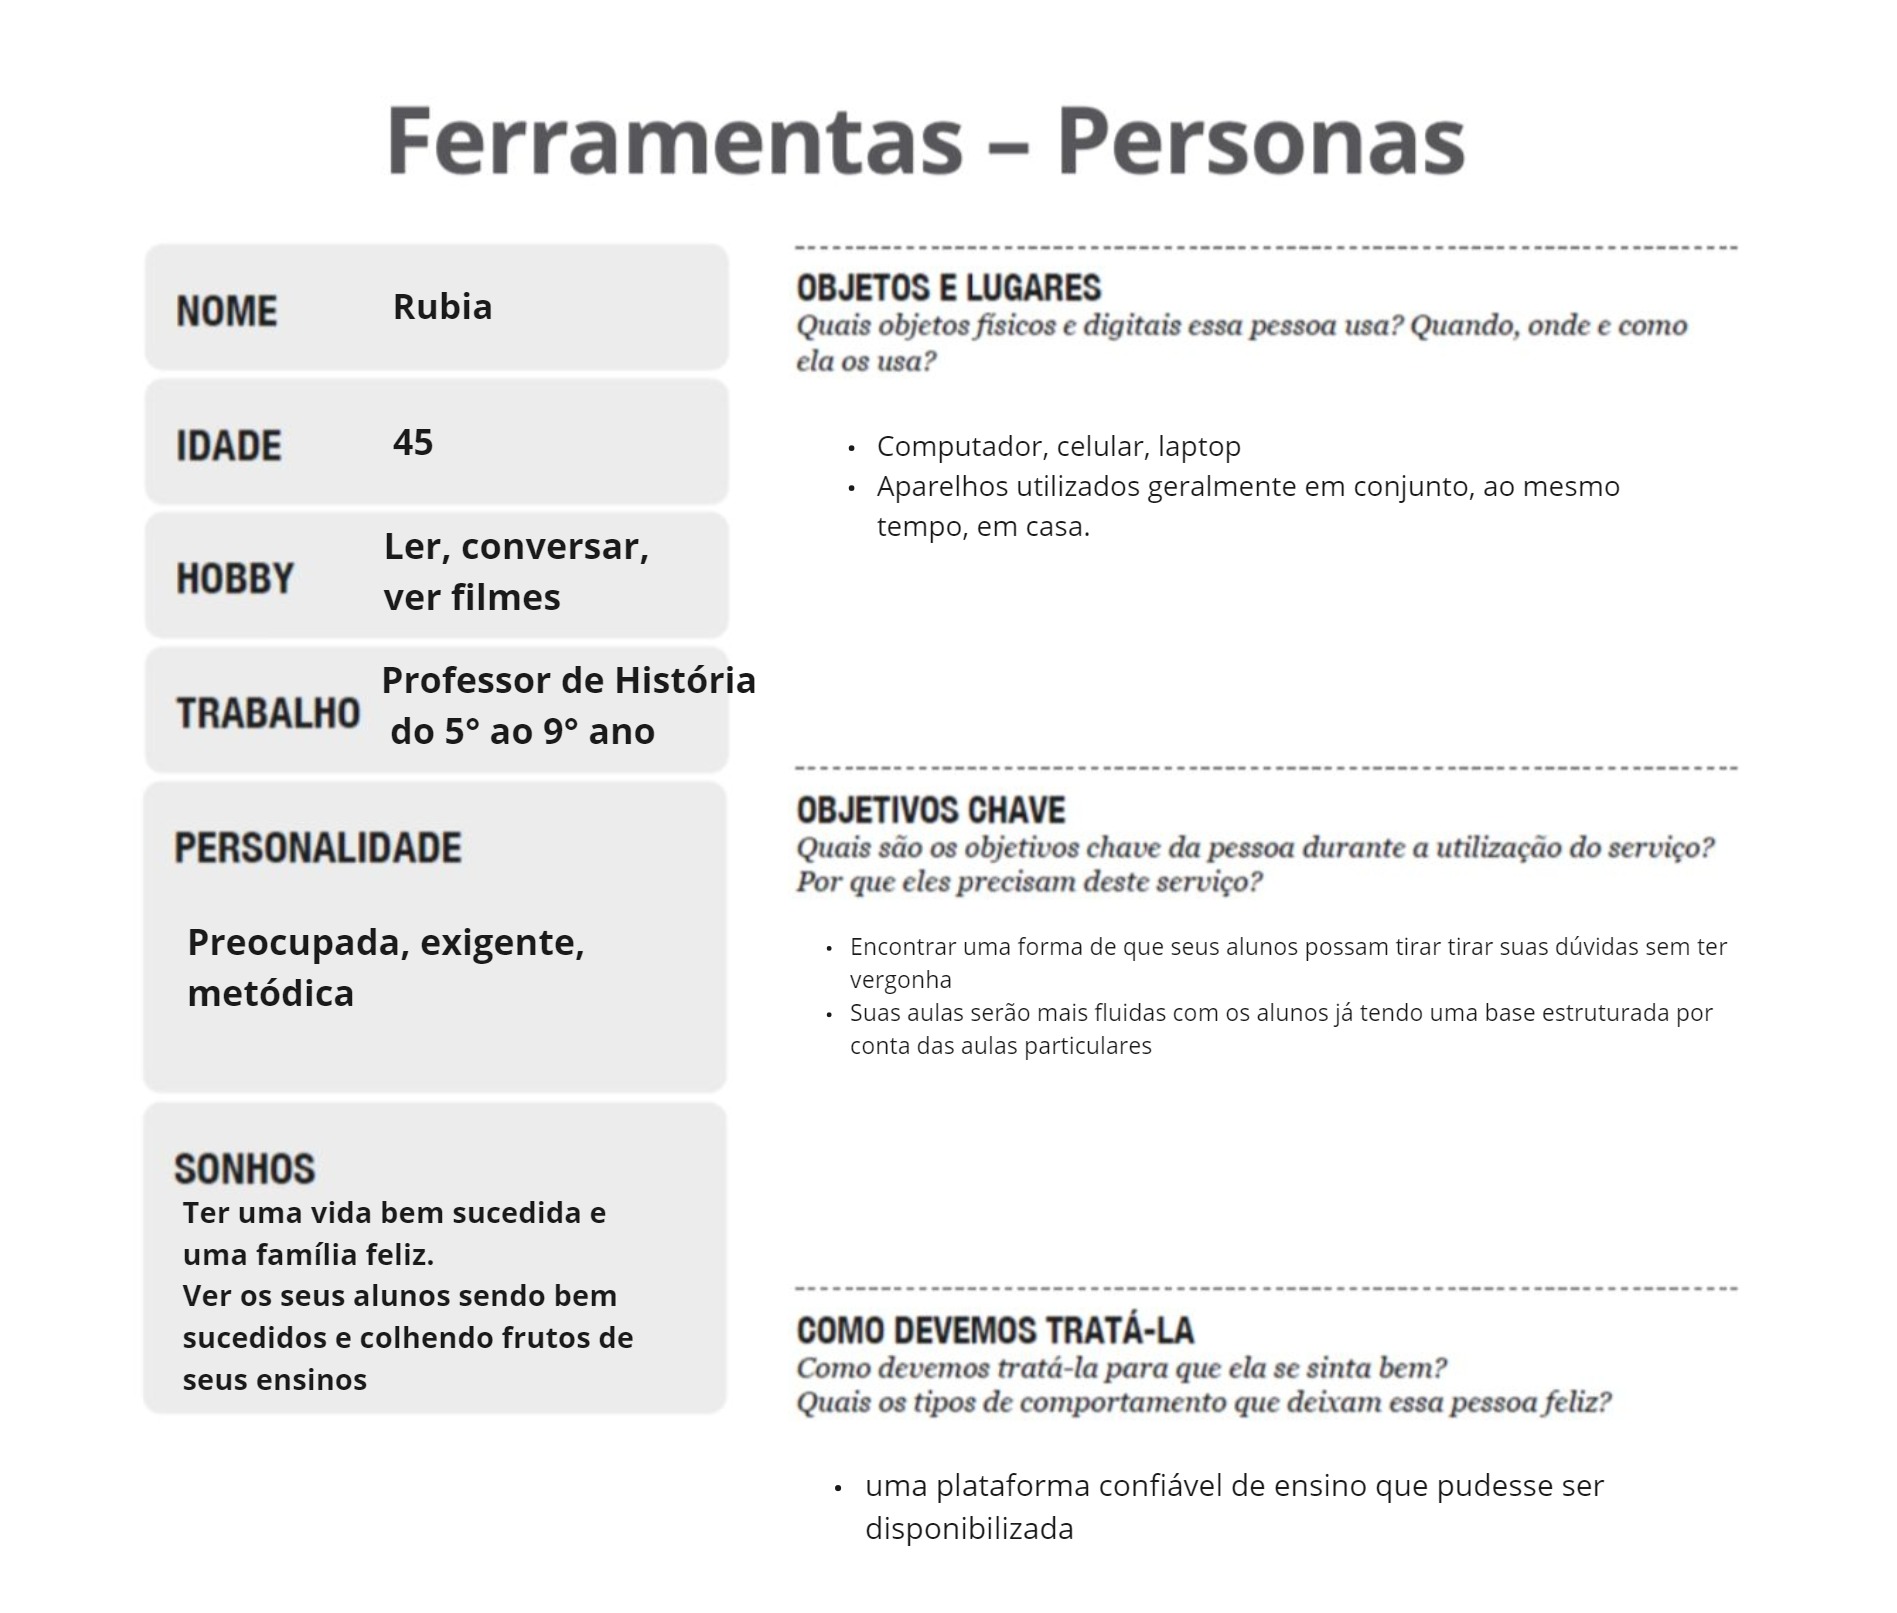 Ferramentas – Personas
NOME Rubia
IDADE 45
HOBBY Ler, conversar,
ver filmes
TRABALHO Professor de História
do 5° ao 9° ano
PERSONALIDADE
Preocupada, exigente,
metódica
SONHOS
Ter uma vida bem sucedida e
uma família feliz.
Ver os seus alunos sendo bem
sucedidos e colhendo frutos de
seus ensinos
OBJETOS E LUGARES
Quais objetos físicos e digitais essa pessoa usa? Quando, onde e como
ela os usa?
• Computador, celular, laptop
• Aparelhos utilizados geralmente em conjunto, ao mesmo
tempo, em casa.
OBJETIVOS CHAVE
Quais são os objetivos chave da pessoa durante a utilização do serviço?
Por que eles precisam deste serviço?
• Encontrar uma forma de que seus alunos possam tirar tirar suas dúvidas sem ter
vergonha
• Suas aulas serão mais fluidas com os alunos já tendo uma base estruturada por
conta das aulas particulares
COMO DEVEMOS TRATÁ-LA
Como devemos tratá-la para que ela se sinta bem?
Quais os tipos de comportamento que deixam essa pessoa feliz?
• uma plataforma confiável de ensino que pudesse ser
disponibilizada